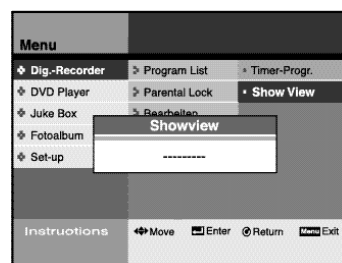 Menu
Dig.-Recorder
Program List
Timer-Progr.
DVD Player
Parental Lock
Show View
Juke Box
Bearbeiten
Fotoalbum
Set-up
Showview
---------
Instructions
Move Enter Return Menu Exit